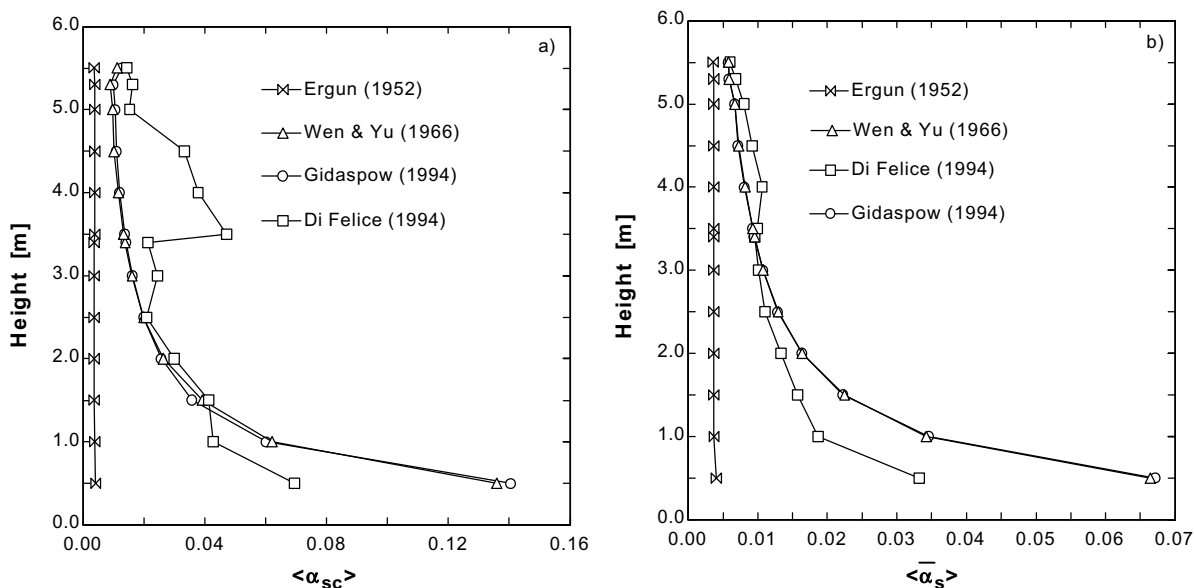 a)
6.0
5.0
4.0
3.0
2.0
1.0
0.0
Height [m]
Ergun (1952)
Wen & Yu (1966)
Gidaspow (1994)
Di Felice (1994)
0.00
0.04
0.08
0.12
0.16
<α_sc>
b)
6.0
5.0
4.0
3.0
2.0
1.0
0.0
Height [m]
Ergun (1952)
Wen & Yu (1966)
Di Felice (1994)
Gidaspow (1994)
0.00
0.01
0.02
0.03
0.04
0.05
0.06
0.07
<α̅_s>